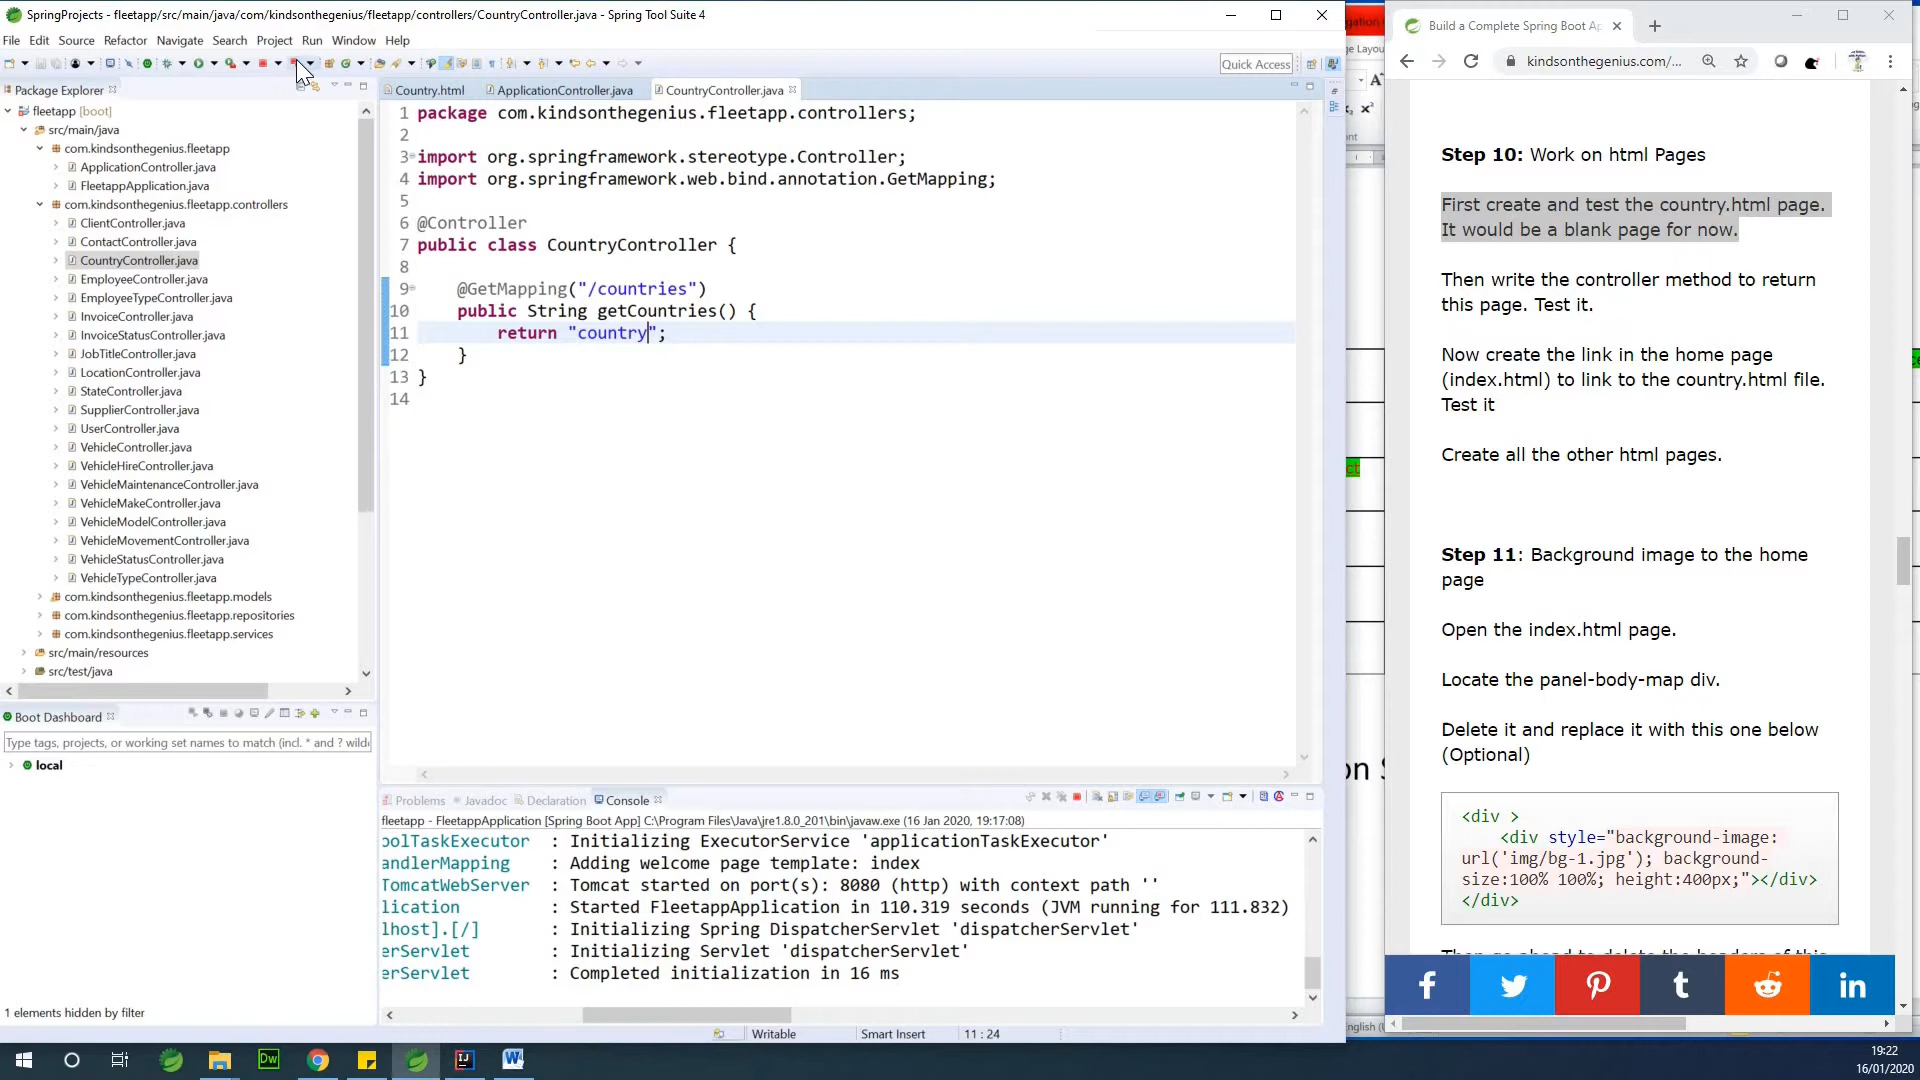 SpringProjects - fleetapp/src/main/java/com/kindsonthegenius/fleetapp/controllers/CountryController.java - Spring Tool Suite 4
File Edit Source Refactor Navigate Search Project Run Window Help
Quick Access
Package Explorer
fleetapp [boot]
src/main/java
com.kindsonthegenius.fleetapp
ApplicationController.java
FleetappApplication.java
com.kindsonthegenius.fleetapp.controllers
ClientController.java
ContactController.java
CountryController.java
EmployeeController.java
EmployeeTypeController.java
InvoiceController.java
InvoiceStatusController.java
JobTitleController.java
LocationController.java
StateController.java
SupplierController.java
UserController.java
VehicleController.java
VehicleHireController.java
VehicleMaintenanceController.java
VehicleMakeController.java
VehicleModelController.java
VehicleMovementController.java
VehicleStatusController.java
VehicleTypeController.java
com.kindsonthegenius.fleetapp.models
com.kindsonthegenius.fleetapp.repositories
com.kindsonthegenius.fleetapp.services
src/main/resources
src/test/java
Boot Dashboard
Type tags, projects, or working set names to match (incl. * and ? wild
local
1 elements hidden by filter
Country.html ApplicationController.java CountryController.java
1 package com.kindsonthegenius.fleetapp.controllers;
2
3 import org.springframework.stereotype.Controller;
4 import org.springframework.web.bind.annotation.GetMapping;
5
6 @Controller
7 public class CountryController {
8
9 @GetMapping("/countries")
10 public String getCountries() {
11 return "country";
12 }
13 }
14
Problems Javadoc Declaration Console
fleetapp - FleetappApplication [Spring Boot App] C:\Program Files\Java\jre1.8.0_201\bin\javaw.exe (16 Jan 2020, 19:17:08)
oolTaskExecutor : Initializing ExecutorService 'applicationTaskExecutor'
andlerMapping : Adding welcome page template: index
TomcatWebServer : Tomcat started on port(s): 8080 (http) with context path ''
lication : Started FleetappApplication in 110.319 seconds (JVM running for 111.832)
lhost].[/] : Initializing Spring DispatcherServlet 'dispatcherServlet'
erServlet : Initializing Servlet 'dispatcherServlet'
erServlet : Completed initialization in 16 ms
Writable Smart Insert 11 : 24
Build a Complete Spring Boot Ap
kindsonthegenius.com/...
Step 10: Work on html Pages
First create and test the country.html page.
It would be a blank page for now.
Then write the controller method to return
this page. Test it.
Now create the link in the home page
(index.html) to link to the country.html file.
Test it
Create all the other html pages.
Step 11: Background image to the home
page
Open the index.html page.
Locate the panel-body-map div.
Delete it and replace it with this one below
(Optional)
<div >
<div style="background-image:
url('img/bg-1.jpg'); background-
size:100% 100%; height:400px;"></div>
</div>
19:22
16/01/2020